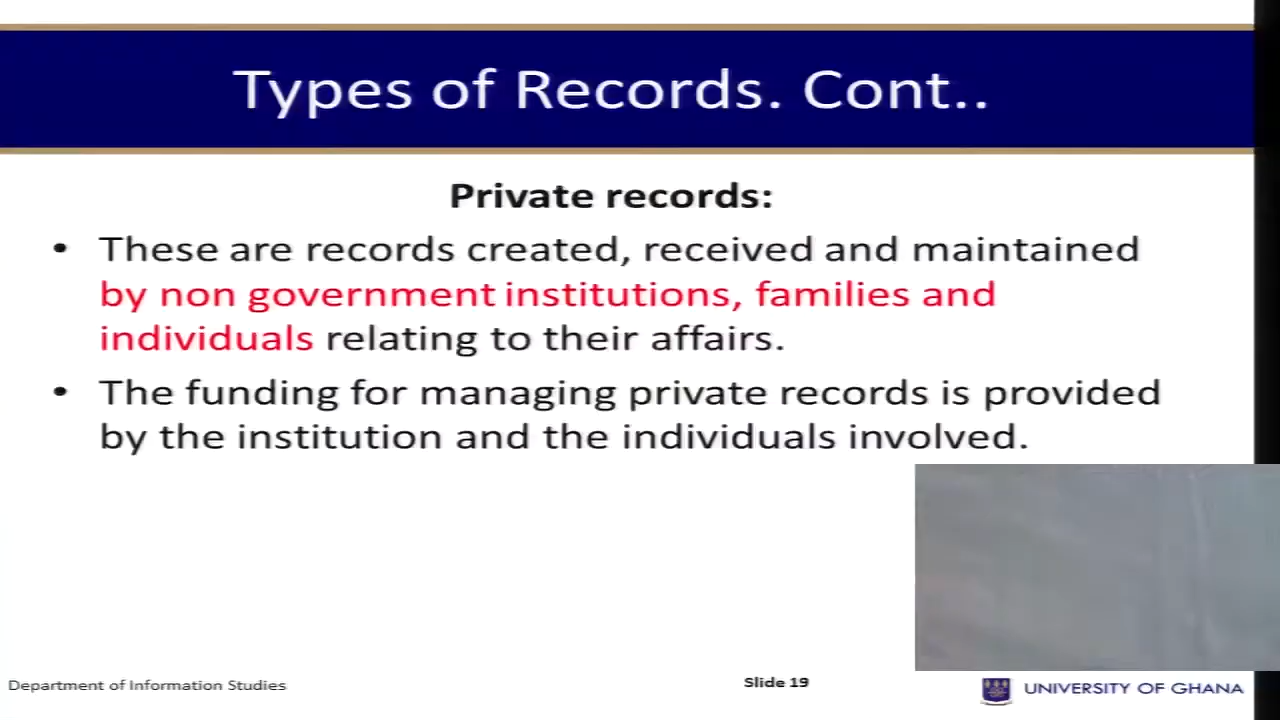 Types of Records. Cont..
Private records:
• These are records created, received and maintained
by non government institutions, families and
individuals relating to their affairs.
• The funding for managing private records is provided
by the institution and the individuals involved.
Department of Information Studies
Slide 19
UNIVERSITY OF GHANA